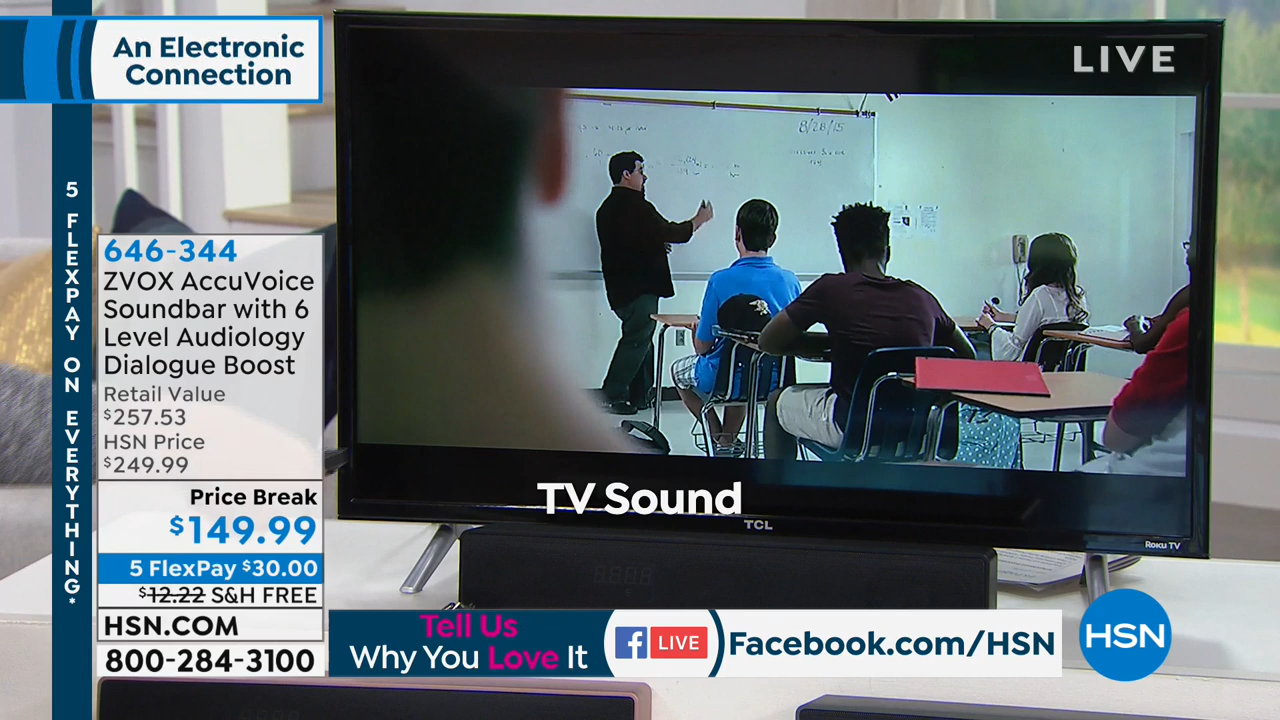 An Electronic
Connection
LIVE
5 FLEXPAY ON EVERYTHING*
646-344
ZVOX AccuVoice
Soundbar with 6
Level Audiology
Dialogue Boost
Retail Value
$257.53
HSN Price
$249.99
Price Break
$149.99
5 FlexPay $30.00
$12.22 S&H FREE
HSN.COM
800-284-3100
8/28/15
TV Sound
TCL
Roku TV
Tell Us
Why You Love It
f LIVE
Facebook.com/HSN
HSN